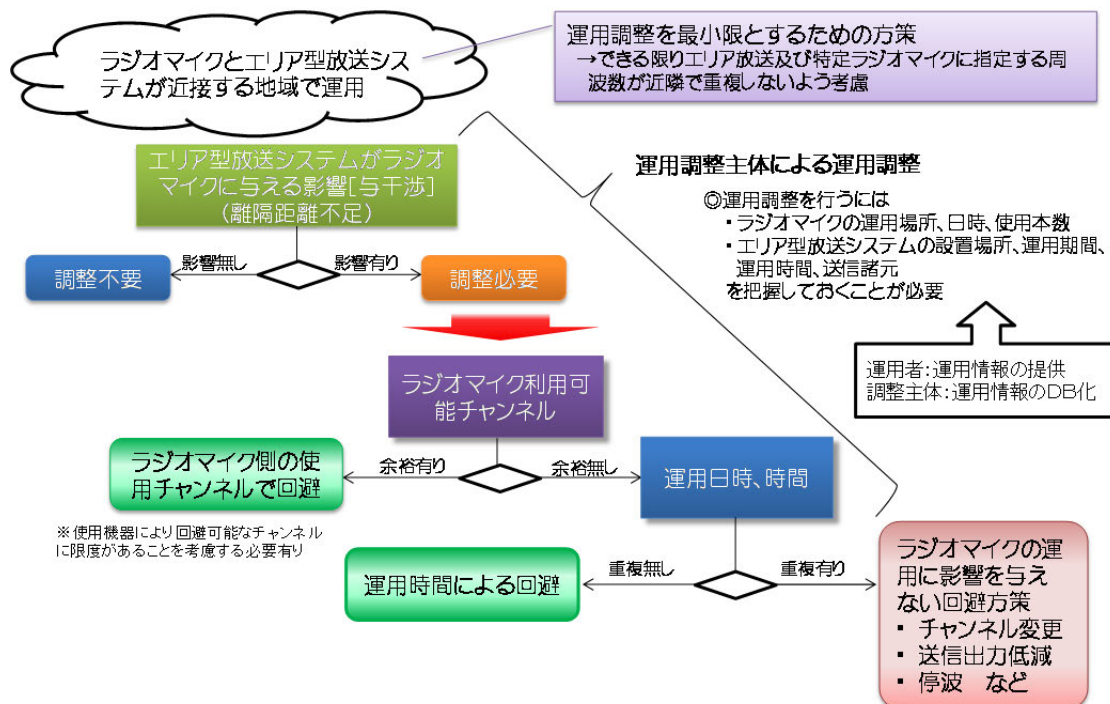 ラジオマイクとエリア型放送シス
テムが近接する地域で運用
運用調整を最小限とするための方策
→できる限りエリア放送及び特定ラジオマイクに指定する周
波数が近隣で重複しないよう考慮
エリア型放送システムがラジオ
マイクに与える影響[与干渉]
(離隔距離不足)
運用調整主体による運用調整
◎運用調整を行うには
・ラジオマイクの運用場所、日時、使用本数
・エリア型放送システムの設置場所、運用期間、
運用時間、送信諸元
を把握しておくことが必要
調整不要
影響無し
影響有り
調整必要
運用者:運用情報の提供
調整主体:運用情報のDB化
ラジオマイク利用可
能チャンネル
ラジオマイク側の使
用チャンネルで回避
余裕有り
余裕無し
運用日時、時間
※使用機器により回避可能なチャンネル
に限度があることを考慮する必要有り
運用時間による回避
重複無し
重複有り
ラジオマイクの運
用に影響を与え
ない回避方策
▪ チャンネル変更
▪ 送信出力低減
▪ 停波 など